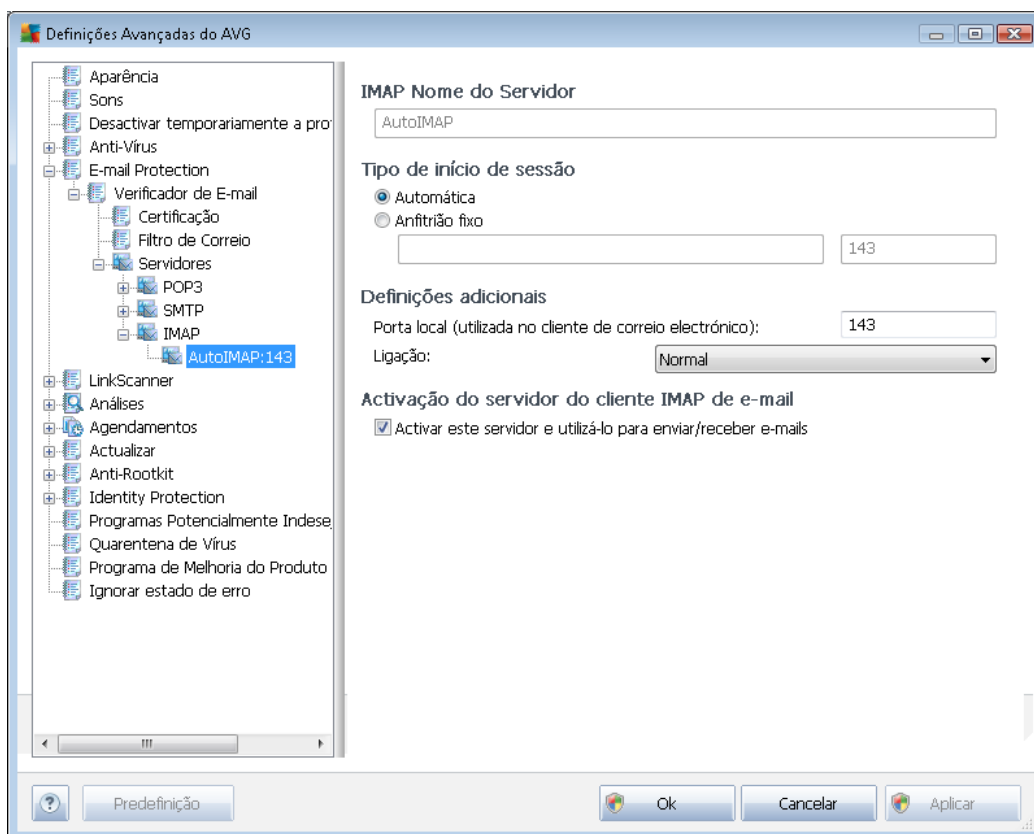 Definições Avançadas do AVG
Aparência
Sons
Desactivar temporariamente a pro
Anti-Vírus
E-mail Protection
Verificador de E-mail
Certificação
Filtro de Correio
Servidores
POP3
SMTP
IMAP
AutoIMAP:143
LinkScanner
Análises
Agendamentos
Actualizar
Anti-Rootkit
Identity Protection
Programas Potencialmente Indese
Quarentena de Vírus
Programa de Melhoria do Produto
Ignorar estado de erro
IMAP Nome do Servidor
AutoIMAP
Tipo de início de sessão
Automática
Anfitrião fixo
143
Definições adicionais
Porta local (utilizada no cliente de correio electrónico): 143
Ligação: Normal
Activação do servidor do cliente IMAP de e-mail
Activar este servidor e utilizá-lo para enviar/receber e-mails
? Predefinição Ok Cancelar Aplicar